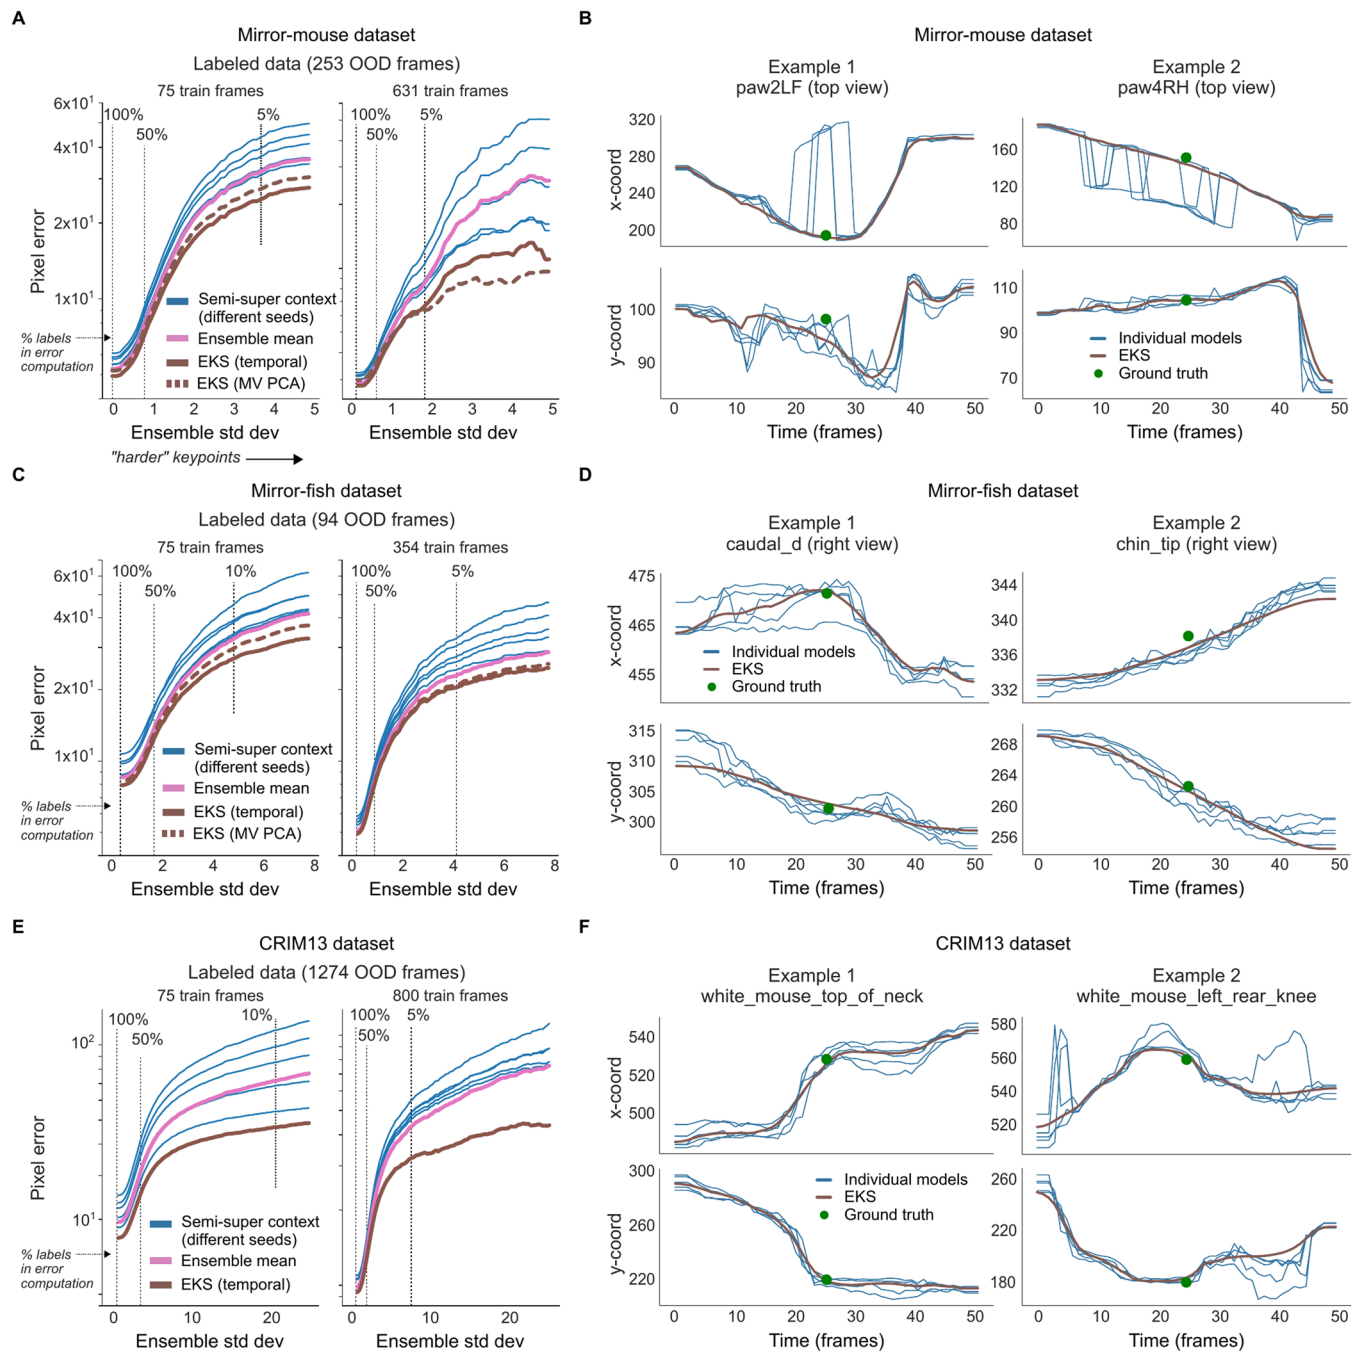 A
Mirror-mouse dataset
Labeled data (253 OOD frames)
75 train frames
631 train frames
6x10¹
4x10¹
2x10¹
1x10¹
100%
50%
5%
100%
50%
5%
Pixel error
% labels
in error
computation
Semi-super context
(different seeds)
Ensemble mean
EKS (temporal)
EKS (MV PCA)
0 1 2 3 4 5
1 2 3 4 5
Ensemble std dev
Ensemble std dev
"harder" keypoints
B
Mirror-mouse dataset
Example 1
paw2LF (top view)
Example 2
paw4RH (top view)
320
280
240
200
x-coord
160
120
80
100
90
y-coord
110
90
70
Individual models
EKS
Ground truth
0 10 20 30 40 50
0 10 20 30 40 50
Time (frames)
Time (frames)
C
Mirror-fish dataset
Labeled data (94 OOD frames)
75 train frames
354 train frames
6x10¹
4x10¹
2x10¹
1x10¹
100%
50%
10%
100%
50%
5%
Pixel error
% labels
in error
computation
Semi-super context
(different seeds)
Ensemble mean
EKS (temporal)
EKS (MV PCA)
0 2 4 6 8
2 4 6 8
Ensemble std dev
Ensemble std dev
D
Mirror-fish dataset
Example 1
caudal_d (right view)
Example 2
chin_tip (right view)
475
465
455
x-coord
Individual models
EKS
Ground truth
344
340
336
332
315
310
305
300
y-coord
268
264
260
256
0 10 20 30 40 50
0 10 20 30 40 50
Time (frames)
Time (frames)
E
CRIM13 dataset
Labeled data (1274 OOD frames)
75 train frames
800 train frames
10²
10¹
100%
50%
10%
100%
50%
5%
Pixel error
% labels
in error
computation
Semi-super context
(different seeds)
Ensemble mean
EKS (temporal)
0 10 20
10 20
Ensemble std dev
Ensemble std dev
F
CRIM13 dataset
Example 1
white_mouse_top_of_neck
Example 2
white_mouse_left_rear_knee
540
520
500
x-coord
580
560
540
520
300
260
220
y-coord
Individual models
EKS
Ground truth
260
220
180
0 10 20 30 40 50
0 10 20 30 40 50
Time (frames)
Time (frames)